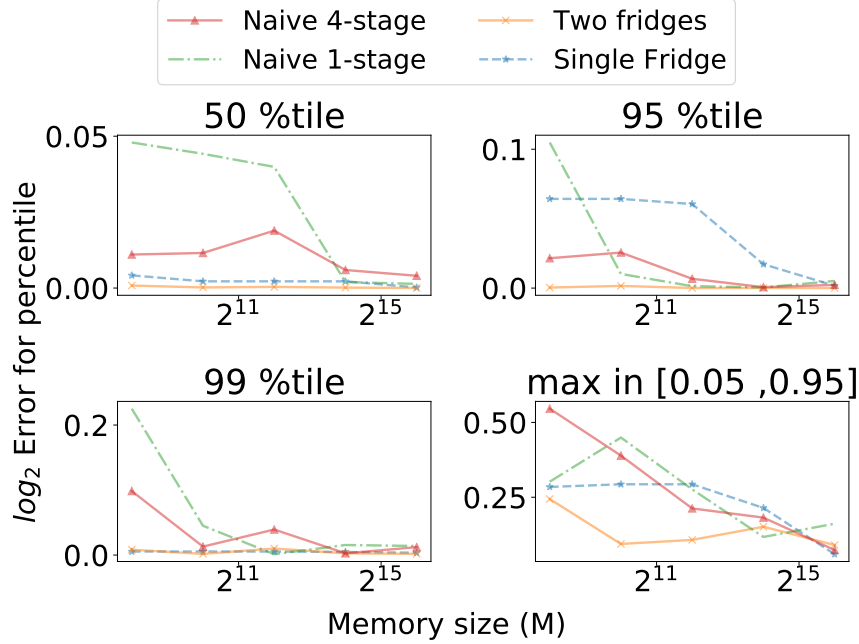 Naive 4-stage
Two fridges
Naive 1-stage
Single Fridge
50 %tile
95 %tile
0.05
0.00
2^11
2^15
0.1
0.0
2^11
2^15
log_2 Error for percentile
99 %tile
max in [0.05 ,0.95]
0.2
0.0
2^11
2^15
0.50
0.25
2^11
2^15
Memory size (M)